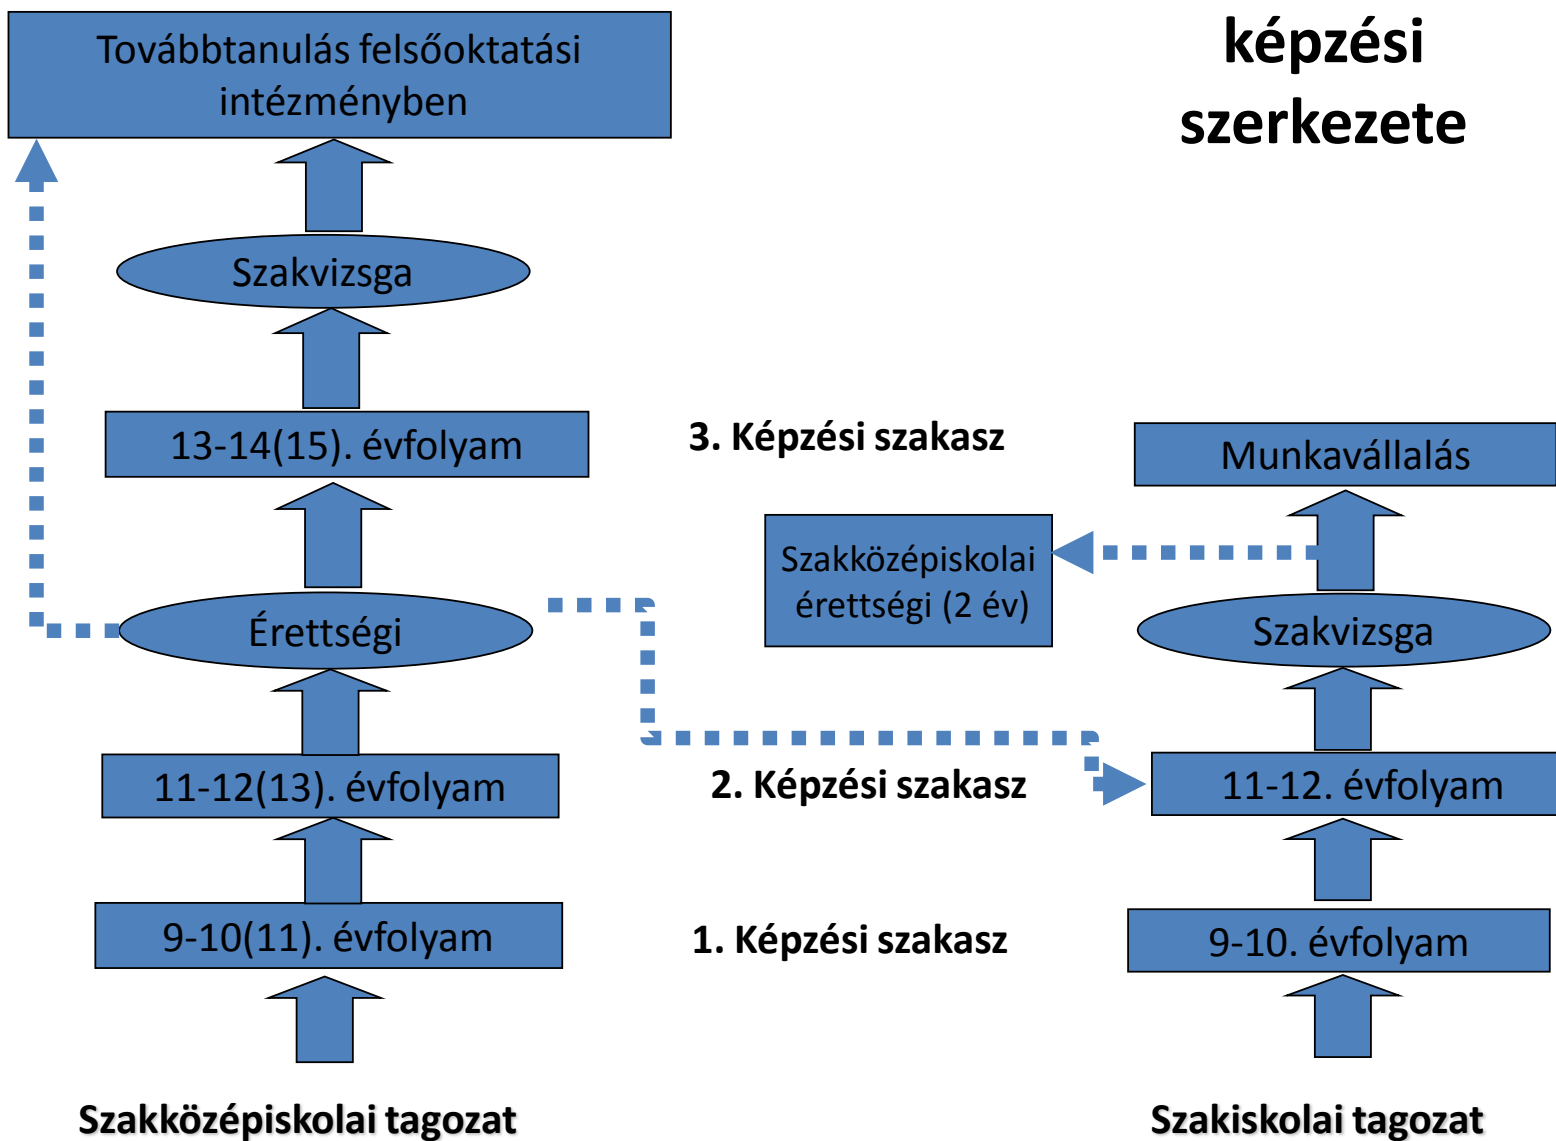 képzési
szerkezete
Továbbtanulás felsőoktatási
intézményben
Szakvizsga
13-14(15). évfolyam
3. Képzési szakasz
Munkavállalás
Szakközépiskolai
érettségi (2 év)
Érettségi
Szakvizsga
11-12(13). évfolyam
2. Képzési szakasz
11-12. évfolyam
9-10(11). évfolyam
1. Képzési szakasz
9-10. évfolyam
Szakközépiskolai tagozat
Szakiskolai tagozat